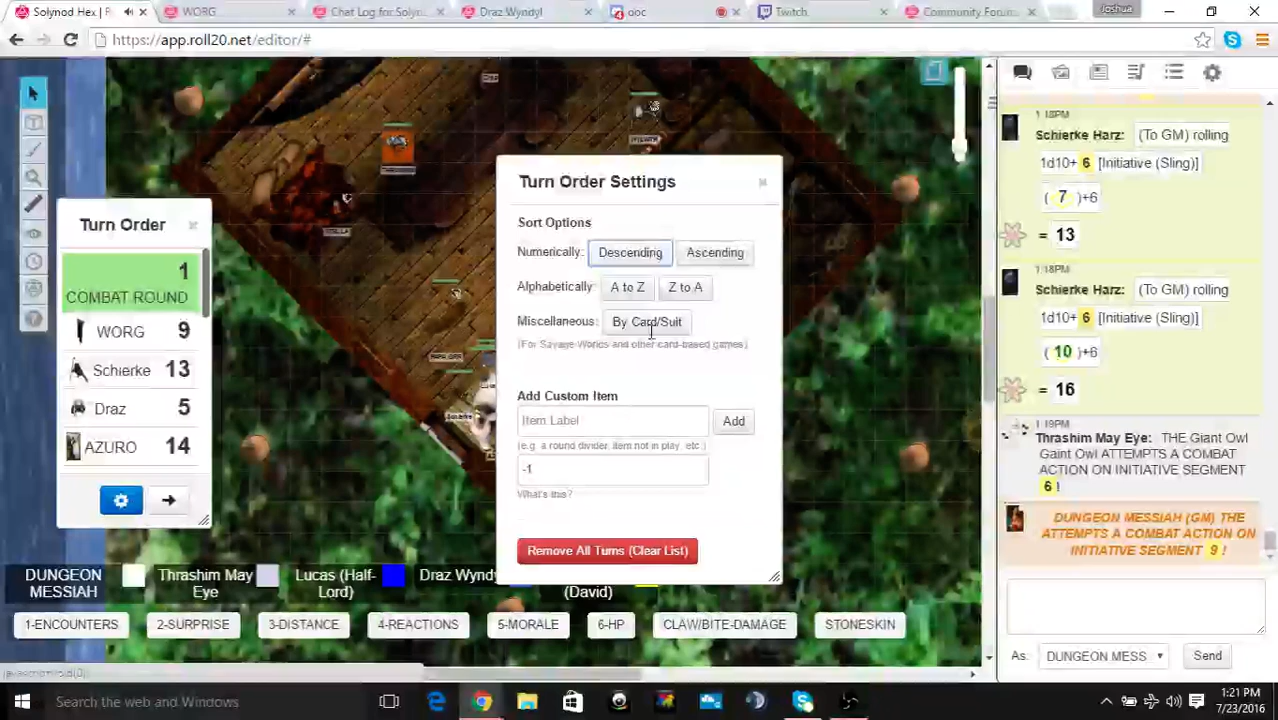 Solynod Hex | R
WORG
Chat Log for Solyn
Draz Wyndyl
ooc
Twitch
Community Forum
Joshua
https://app.roll20.net/editor/#
Turn Order
1
COMBAT ROUND
WORG 9
Schierke 13
Draz 5
AZURO 14
Turn Order Settings
Sort Options
Numerically: Descending Ascending
Alphabetically: A to Z Z to A
Miscellaneous: By Card/Suit
(For Savage Worlds and other card-based games)
Add Custom Item
Item Label Add
(e.g. a round divider, item not in play, etc.)
-1
What's this?
Remove All Turns (Clear List)
1:18PM
Schierke Harz: (To GM) rolling
1d10+ 6 [Initiative (Sling)]
( 7 )+6
= 13
1:18PM
Schierke Harz: (To GM) rolling
1d10+ 6 [Initiative (Sling)]
( 10 )+6
= 16
1:19PM
Thrashim May Eye: THE Giant Owl
Gaint Owl ATTEMPTS A COMBAT
ACTION ON INITIATIVE SEGMENT
6 !
DUNGEON MESSIAH (GM) THE
ATTEMPTS A COMBAT ACTION ON
INITIATIVE SEGMENT 9 !
As: DUNGEON MESS Send
DUNGEON
MESSIAH
Thrashim May
Eye
Lucas (Half-
Lord)
Draz Wyndy
(David)
1-ENCOUNTERS
2-SURPRISE
3-DISTANCE
4-REACTIONS
5-MORALE
6-HP
CLAW/BITE-DAMAGE
STONESKIN
Search the web and Windows
1:21 PM
7/23/2016